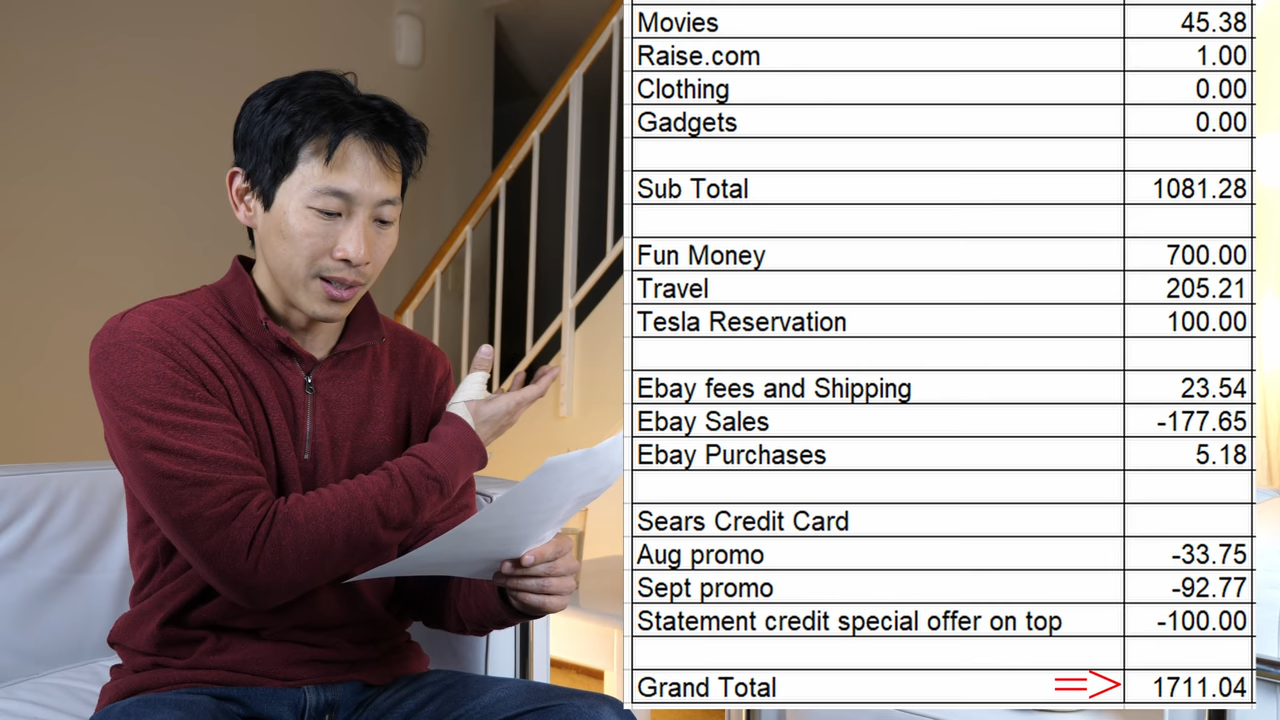 Movies 45.38
Raise.com 1.00
Clothing 0.00
Gadgets 0.00
Sub Total 1081.28
Fun Money 700.00
Travel 205.21
Tesla Reservation 100.00
Ebay fees and Shipping 23.54
Ebay Sales -177.65
Ebay Purchases 5.18
Sears Credit Card
Aug promo -33.75
Sept promo -92.77
Statement credit special offer on top -100.00
Grand Total => 1711.04